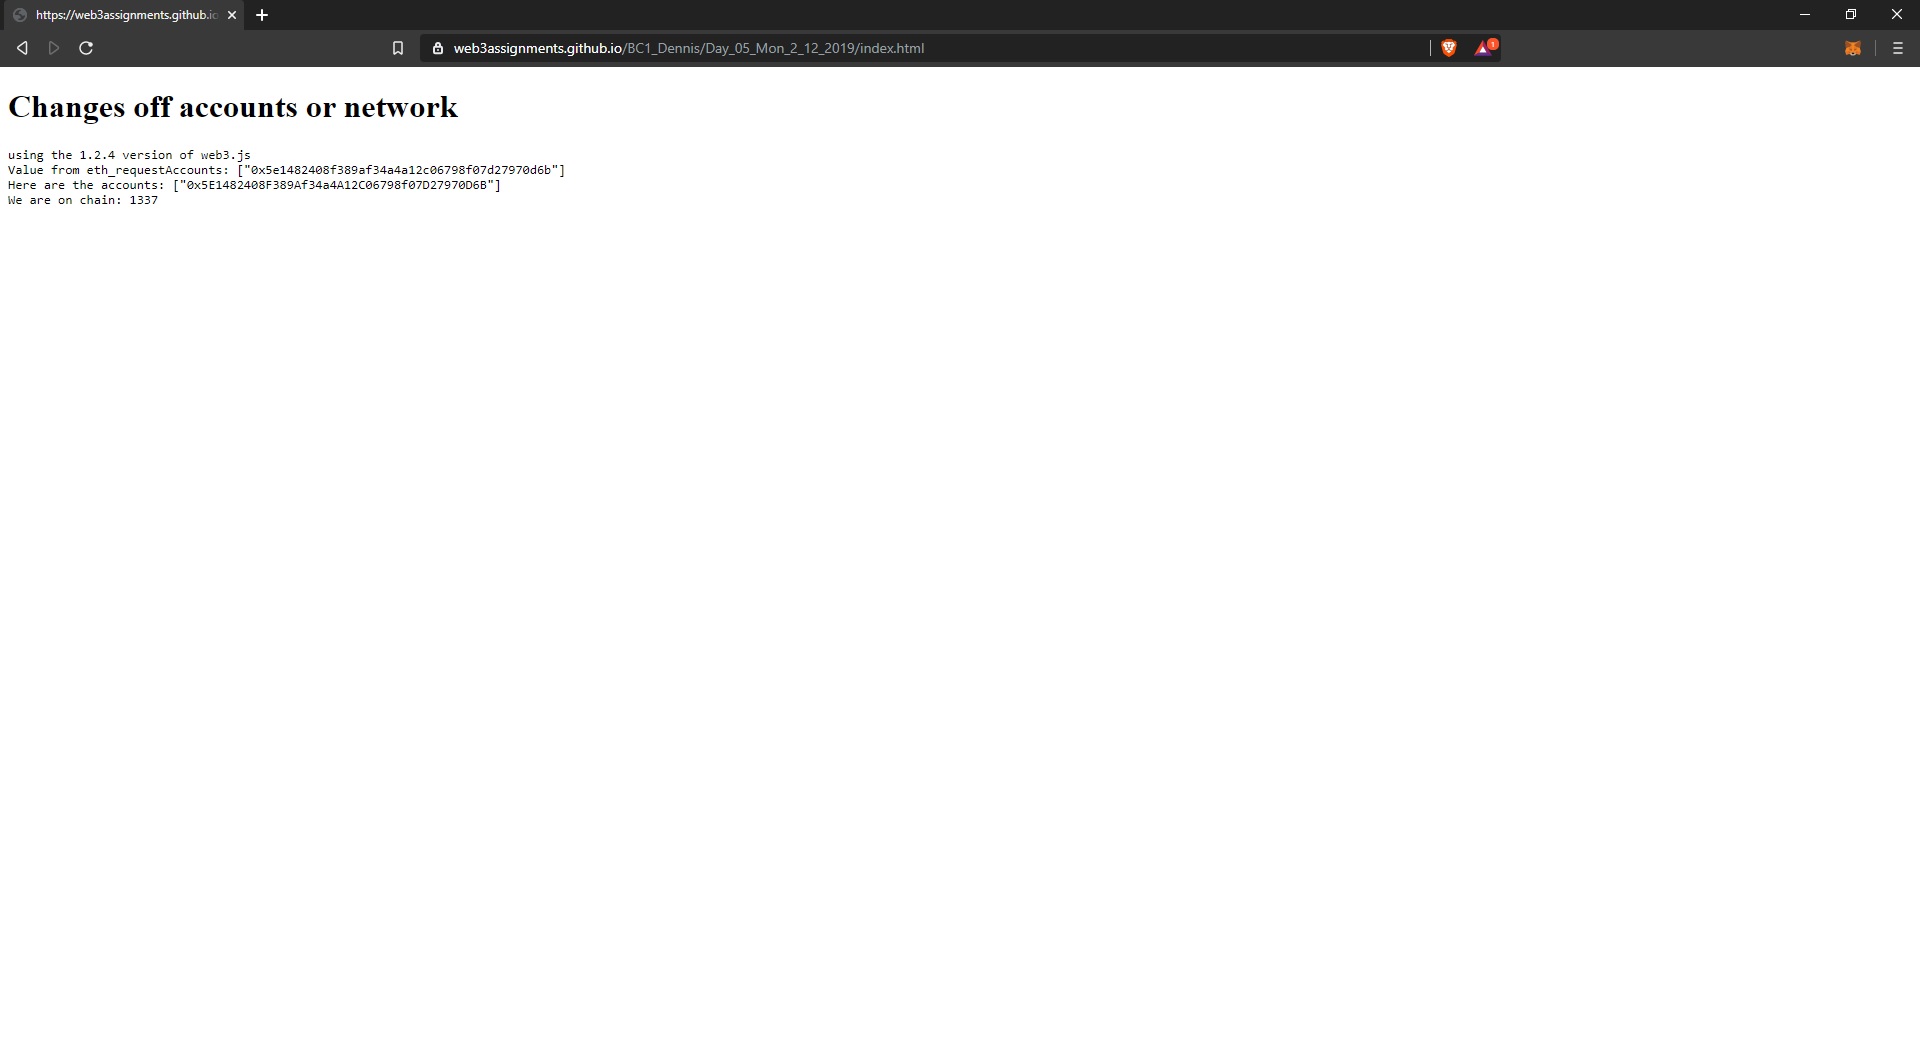 https://web3assignments.github.io
web3assignments.github.io/BC1_Dennis/Day_05_Mon_2_12_2019/index.html
1
Changes off accounts or network
using the 1.2.4 version of web3.js
Value from eth_requestAccounts: ["0x5e1482408f389af34a4a12c06798f07d27970d6b"]
Here are the accounts: ["0x5E1482408F389Af34a4A12C06798f07D27970D6B"]
We are on chain: 1337